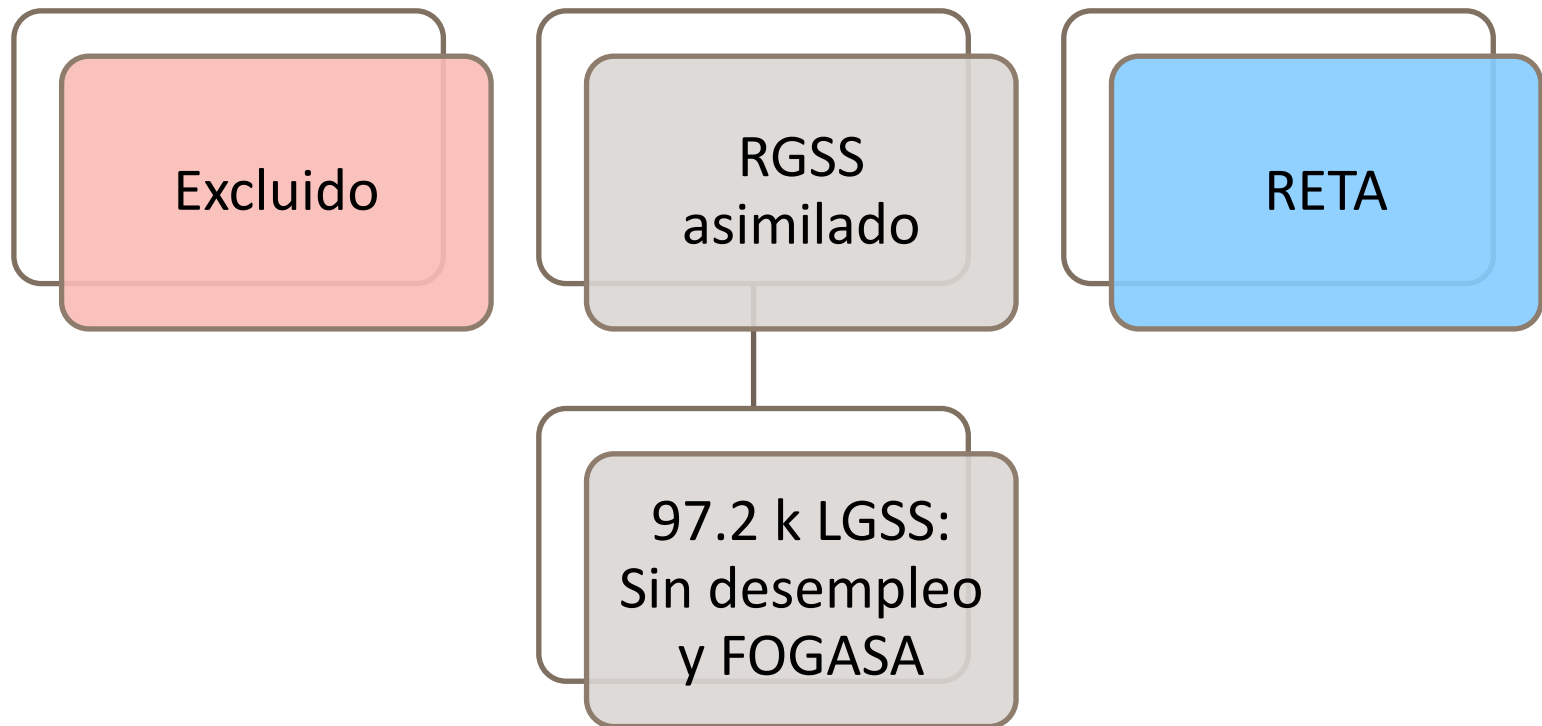 Excluido
RGSS
asimilado
RETA
97.2 k LGSS:
Sin desempleo
y FOGASA